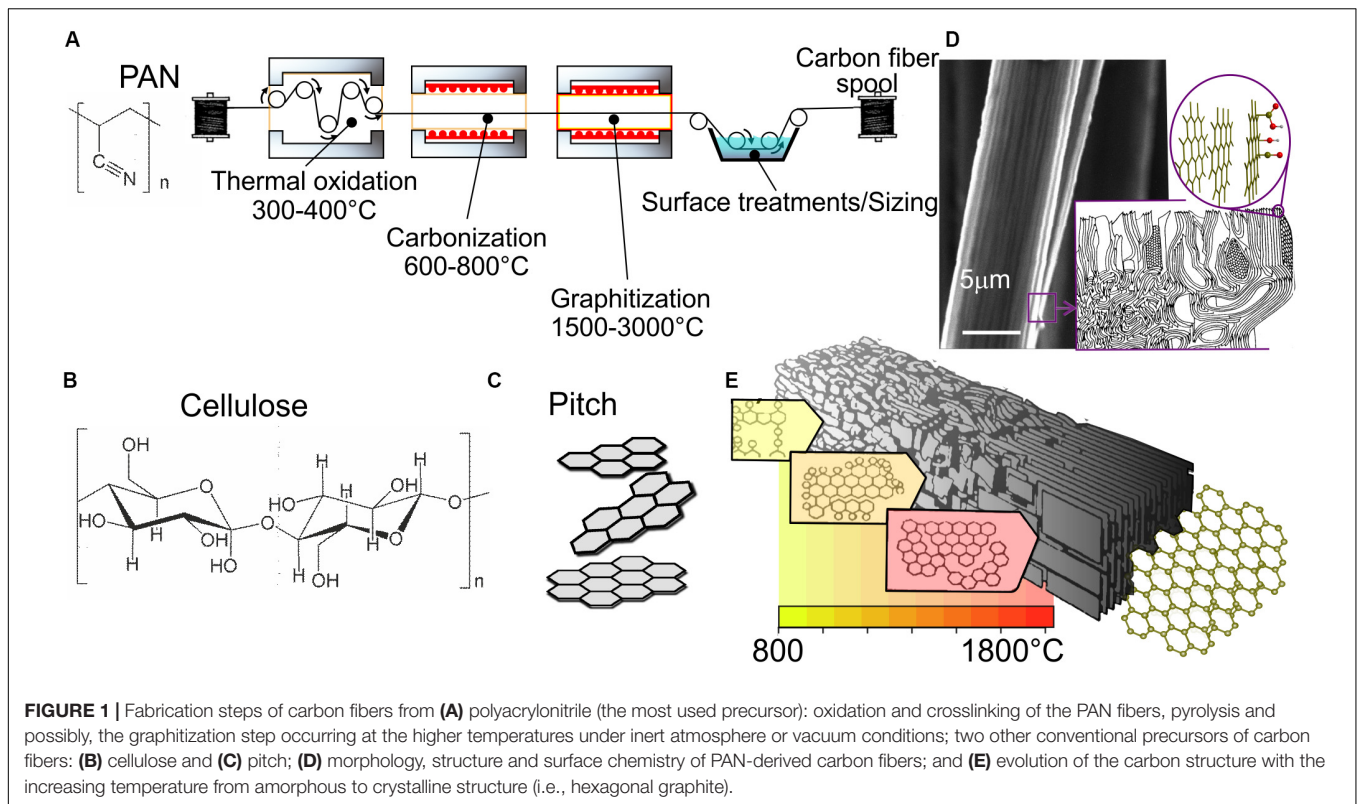 A
PAN
C
N
n
Thermal oxidation
300-400°C
Carbonization
600-800°C
Graphitization
1500-3000°C
Surface treatments/Sizing
Carbon fiber
spool
D
5μm
B
Cellulose
OH
O
HO
H
OH
HO
O
H
H
HO
H
OH
H
O
O
H
OH
H
n
C
Pitch
E
800
1800°C
FIGURE 1 | Fabrication steps of carbon fibers from (A) polyacrylonitrile (the most used precursor): oxidation and crosslinking of the PAN fibers, pyrolysis and
possibly, the graphitization step occurring at the higher temperatures under inert atmosphere or vacuum conditions; two other conventional precursors of carbon
fibers: (B) cellulose and (C) pitch; (D) morphology, structure and surface chemistry of PAN-derived carbon fibers; and (E) evolution of the carbon structure with the
increasing temperature from amorphous to crystalline structure (i.e., hexagonal graphite).